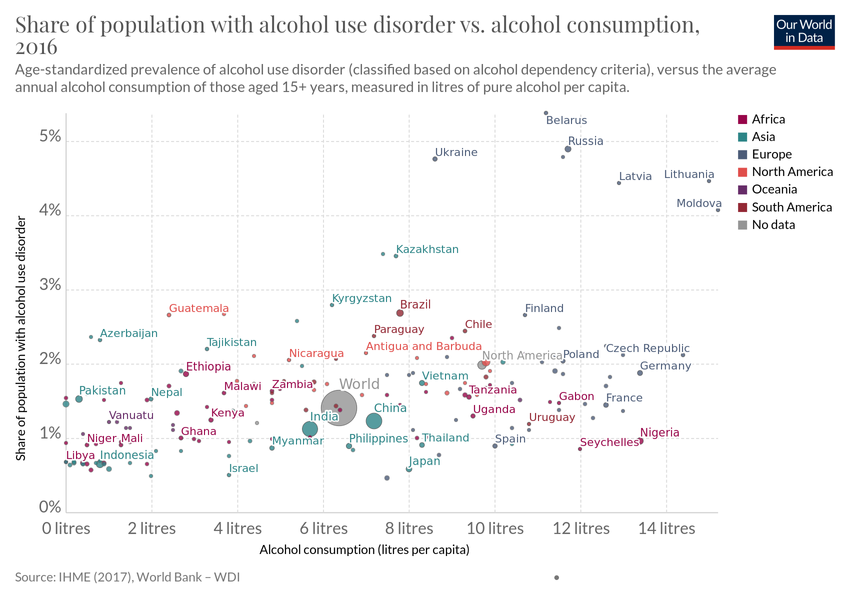 Share of population with alcohol use disorder vs. alcohol consumption,
2016
Our World
in Data
Age-standardized prevalence of alcohol use disorder (classified based on alcohol dependency criteria), versus the average
annual alcohol consumption of those aged 15+ years, measured in litres of pure alcohol per capita.
Share of population with alcohol use disorder
5%
4%
3%
2%
1%
0%
Belarus
Russia
Ukraine
Latvia
Lithuania
Moldova
Kazakhstan
Kyrgyzstan
Guatemala
Brazil
Finland
Azerbaijan
Paraguay
Chile
Tajikistan
Nicaragua
Antigua and Barbuda
North America
Poland
Czech Republic
Ethiopia
Germany
Pakistan
Nepal
Malawi
Zambia
World
Vietnam
Tanzania
Gabon
France
Vanuatu
Kenya
India
China
Uganda
Uruguay
Niger
Mali
Ghana
Myanmar
Philippines
Thailand
Spain
Seychelles
Nigeria
Libya
Indonesia
Israel
Japan
0 litres
2 litres
4 litres
6 litres
8 litres
10 litres
12 litres
14 litres
Alcohol consumption (litres per capita)
Africa
Asia
Europe
North America
Oceania
South America
No data
Source: IHME (2017), World Bank – WDI